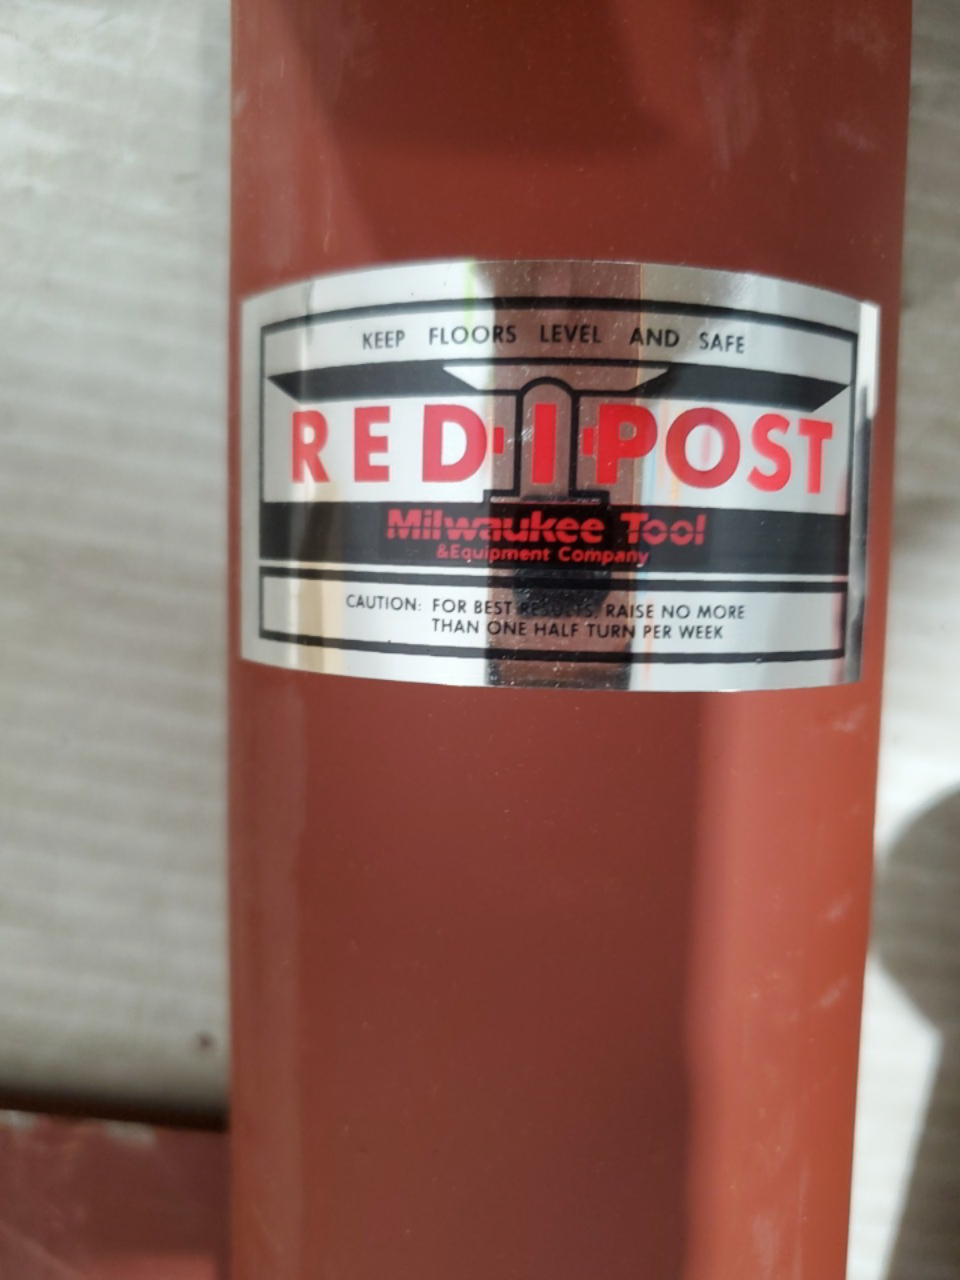 KEEP FLOORS LEVEL AND SAFE
RED-I-POST
Milwaukee Tool
&Equipment Company
CAUTION: FOR BEST RESULTS, RAISE NO MORE
THAN ONE HALF TURN PER WEEK